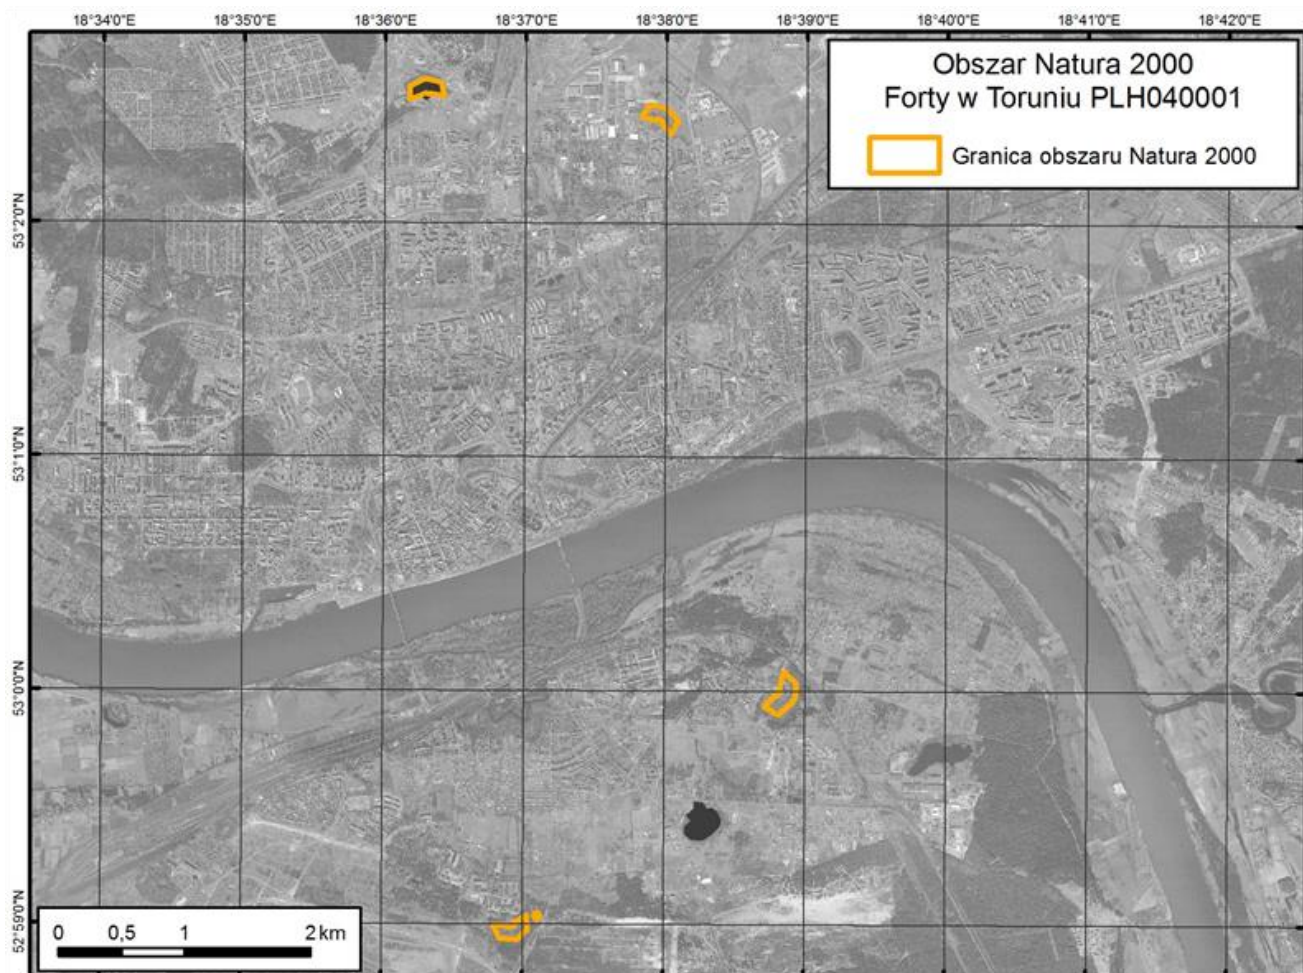 18°34'0"E 18°35'0"E 18°36'0"E 18°37'0"E 18°38'0"E 18°39'0"E 18°40'0"E 18°41'0"E 18°42'0"E
Obszar Natura 2000
Forty w Toruniu PLH040001
Granica obszaru Natura 2000
53°2'0"N
53°1'0"N
53°0'0"N
52°59'0"N
0 0,5 1 2 km